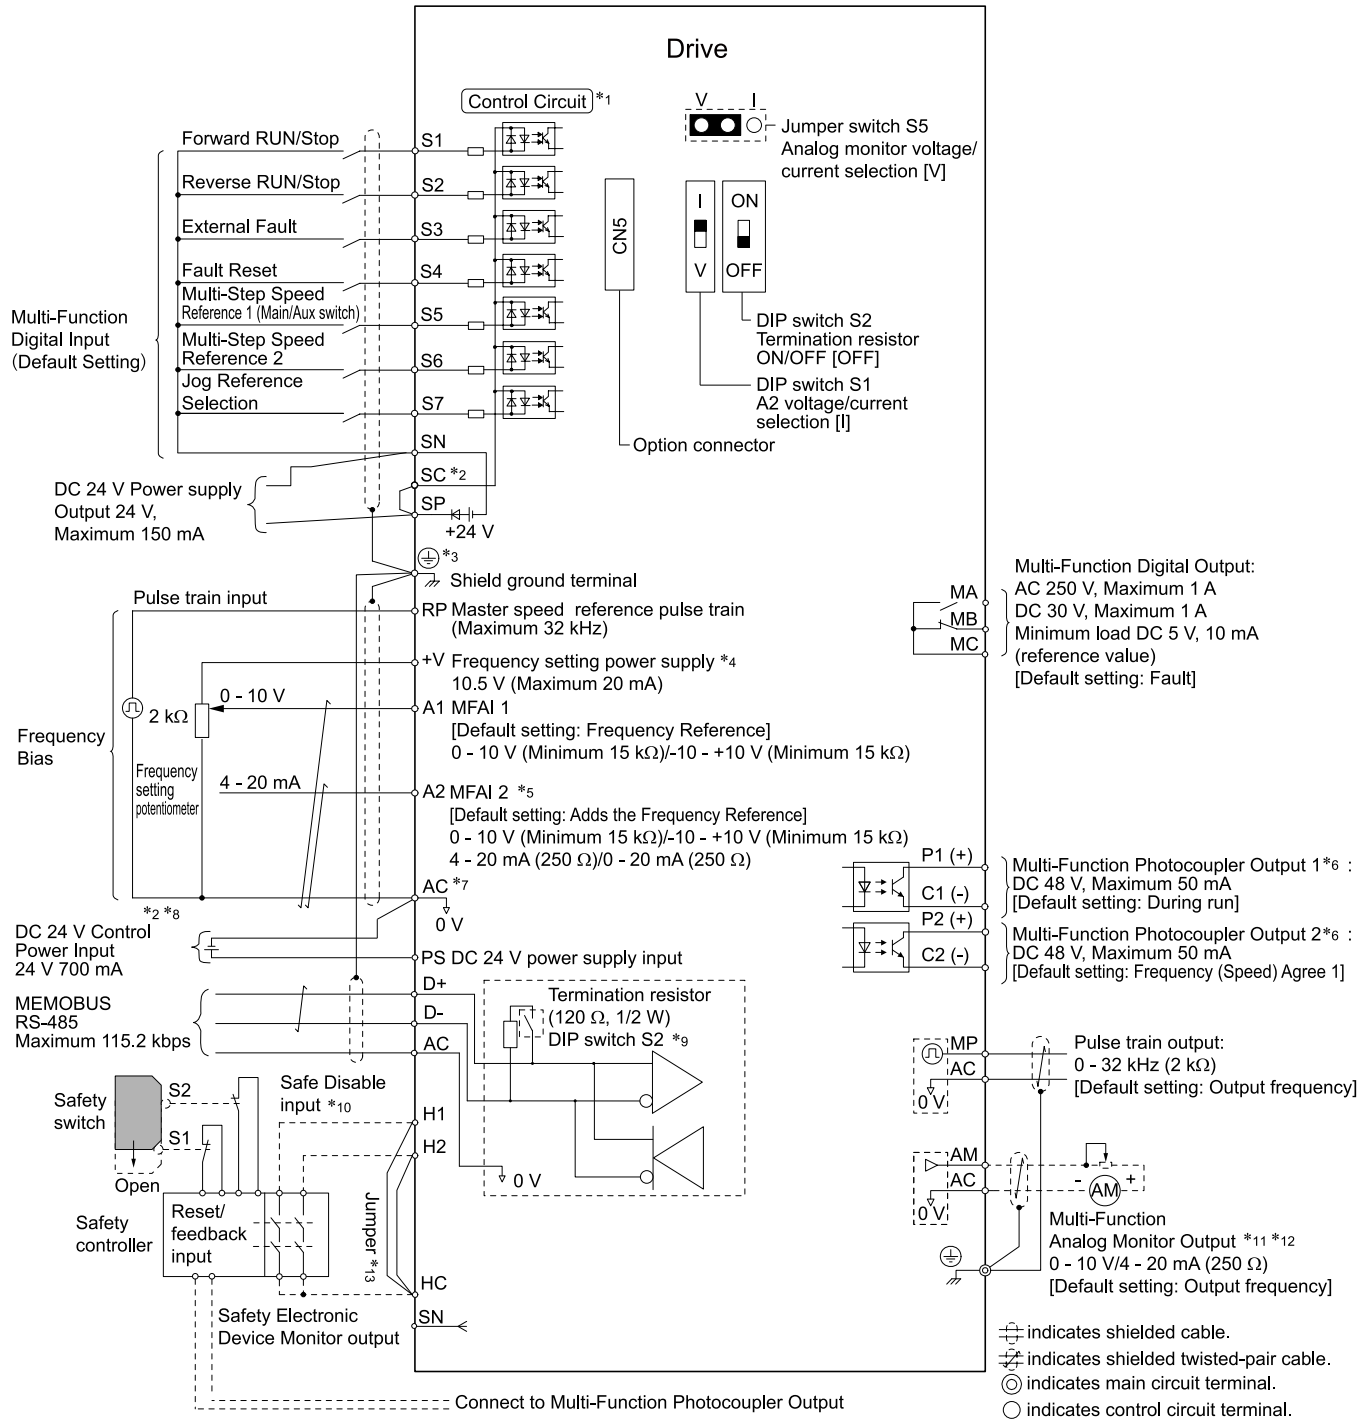 Drive
Control Circuit *1
V I
Jumper switch S5
Analog monitor voltage/
current selection [V]
Forward RUN/Stop
S1
Reverse RUN/Stop
S2
External Fault
S3
Fault Reset
S4
Multi-Step Speed
Reference 1 (Main/Aux switch)
S5
Multi-Step Speed
Reference 2
S6
Jog Reference
Selection
S7
SN
Multi-Function
Digital Input
(Default Setting)
CN5
I
V
ON
OFF
DIP switch S2
Termination resistor
ON/OFF [OFF]
DIP switch S1
A2 voltage/current
selection [I]
Option connector
SC *2
SP
+24 V
DC 24 V Power supply
Output 24 V,
Maximum 150 mA
*3
Shield ground terminal
Pulse train input
RP Master speed reference pulse train
(Maximum 32 kHz)
+V Frequency setting power supply *4
10.5 V (Maximum 20 mA)
0 - 10 V
2 kΩ
A1 MFAI 1
[Default setting: Frequency Reference]
0 - 10 V (Minimum 15 kΩ)/-10 - +10 V (Minimum 15 kΩ)
Frequency
Bias
Frequency
setting
potentiometer
4 - 20 mA
A2 MFAI 2 *5
[Default setting: Adds the Frequency Reference]
0 - 10 V (Minimum 15 kΩ)/-10 - +10 V (Minimum 15 kΩ)
4 - 20 mA (250 Ω)/0 - 20 mA (250 Ω)
AC *7
0 V
*2 *8
DC 24 V Control
Power Input
24 V 700 mA
PS DC 24 V power supply input
MEMOBUS
RS-485
Maximum 115.2 kbps
D+
D-
AC
Termination resistor
(120 Ω, 1/2 W)
DIP switch S2 *9
0 V
Safety
switch
S2
S1
Open
Safe Disable
input *10
H1
H2
Jumper *13
Safety
controller
Reset/
feedback
input
HC
SN
Safety Electronic
Device Monitor output
Connect to Multi-Function Photocoupler Output
MA
MB
MC
Multi-Function Digital Output:
AC 250 V, Maximum 1 A
DC 30 V, Maximum 1 A
Minimum load DC 5 V, 10 mA
(reference value)
[Default setting: Fault]
P1 (+)
C1 (-)
Multi-Function Photocoupler Output 1*6 :
DC 48 V, Maximum 50 mA
[Default setting: During run]
P2 (+)
C2 (-)
Multi-Function Photocoupler Output 2*6 :
DC 48 V, Maximum 50 mA
[Default setting: Frequency (Speed) Agree 1]
MP
AC
0 V
Pulse train output:
0 - 32 kHz (2 kΩ)
[Default setting: Output frequency]
AM
AC
0 V
- AM +
Multi-Function
Analog Monitor Output *11 *12
0 - 10 V/4 - 20 mA (250 Ω)
[Default setting: Output frequency]
indicates shielded cable.
indicates shielded twisted-pair cable.
indicates main circuit terminal.
indicates control circuit terminal.